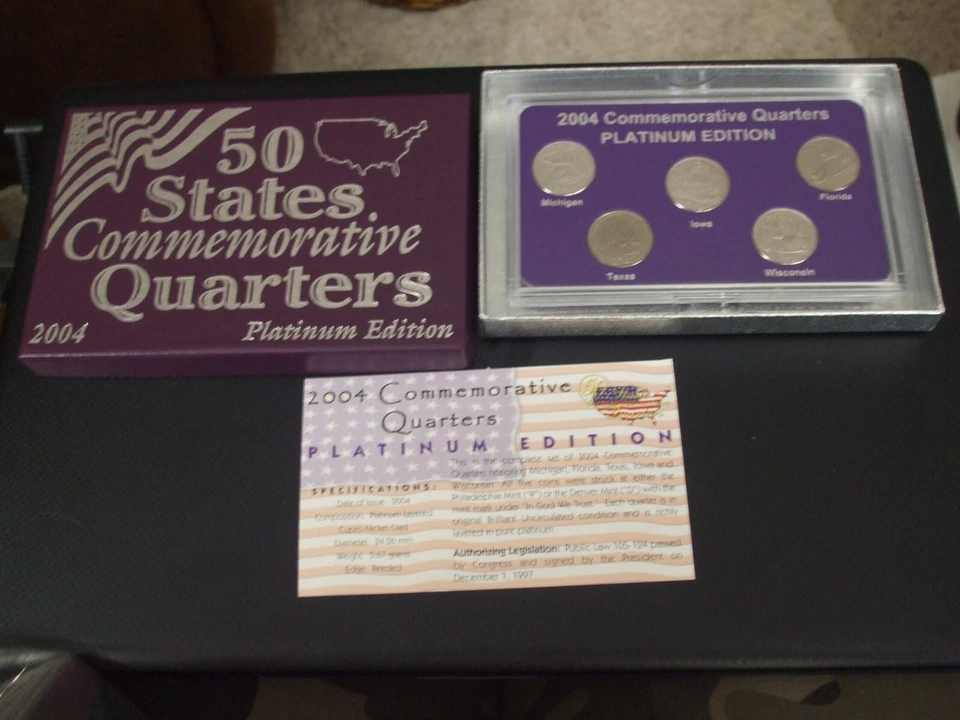 50
States
Commemorative
Quarters
2004 Platinum Edition
2004 Commemorative Quarters
PLATINUM EDITION
Michigan
Iowa
Florida
Texas
Wisconsin
2004 Commemorative
Quarters
PLATINUM EDITION
SPECIFICATIONS:
Date of Issue: 2004
Composition: Platinum Layered
Cupro-Nickel Clad
Diameter: 24.26 mm
Weight: 5.67 grams
Edge: Reeded
This is the complete set of 2004 Commemorative
Quarters honoring Michigan, Florida, Texas, Iowa and
Wisconsin. All five coins were struck at either the
Philadelphia Mint ("P") or the Denver Mint ("D") with the
mint mark under "In God We Trust." Each quarter is in
original Brilliant Uncirculated condition and is richly
layered in pure platinum.
Authorizing Legislation: Public Law 105-124 passed
by Congress and signed by the President on
December 1, 1997.